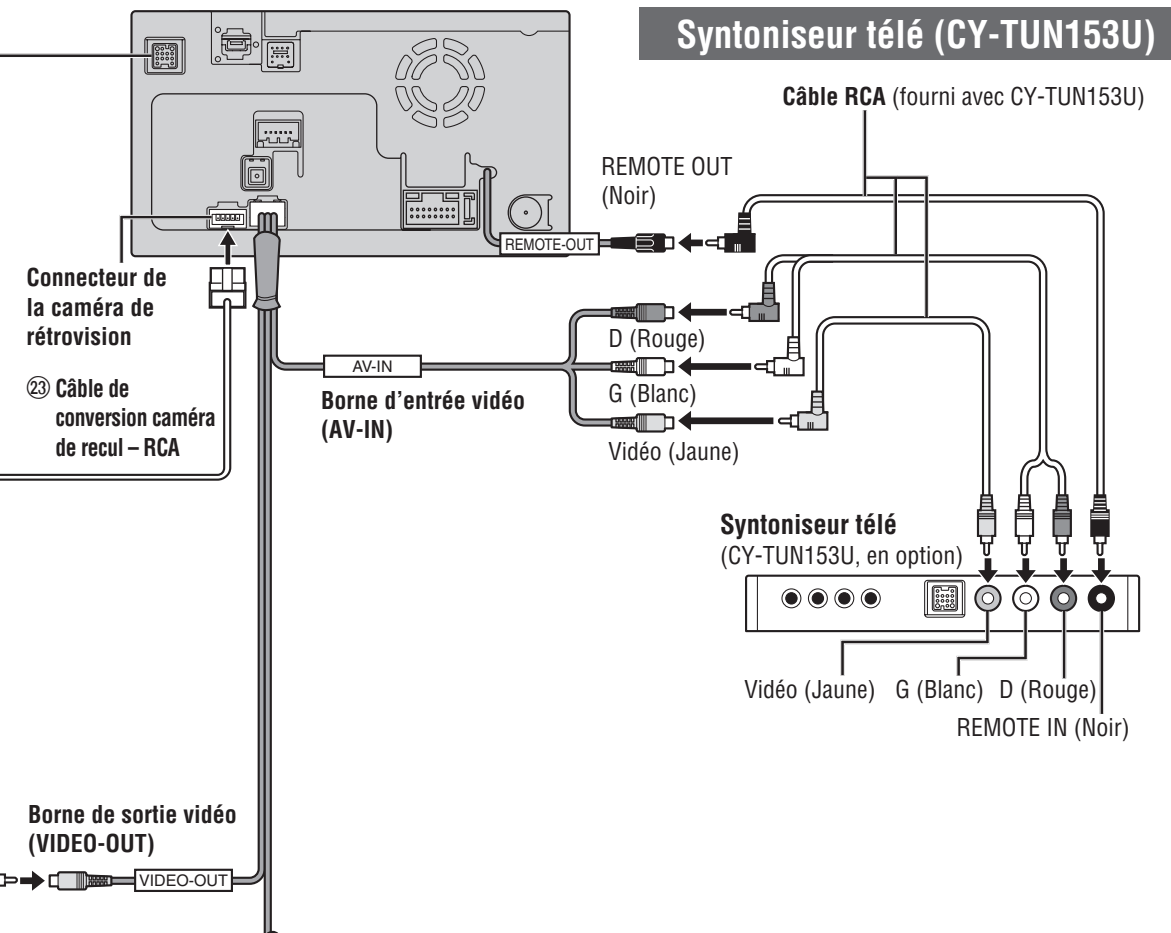 Syntoniseur télé (CY-TUN153U)
Câble RCA (fourni avec CY-TUN153U)
REMOTE OUT
(Noir)
REMOTE-OUT
Connecteur de
la caméra de
rétrovision
㉓ Câble de
conversion caméra
de recul – RCA
AV-IN
Borne d'entrée vidéo
(AV-IN)
D (Rouge)
G (Blanc)
Vidéo (Jaune)
Syntoniseur télé
(CY-TUN153U, en option)
Vidéo (Jaune) G (Blanc) D (Rouge)
REMOTE IN (Noir)
Borne de sortie vidéo
(VIDEO-OUT)
VIDEO-OUT